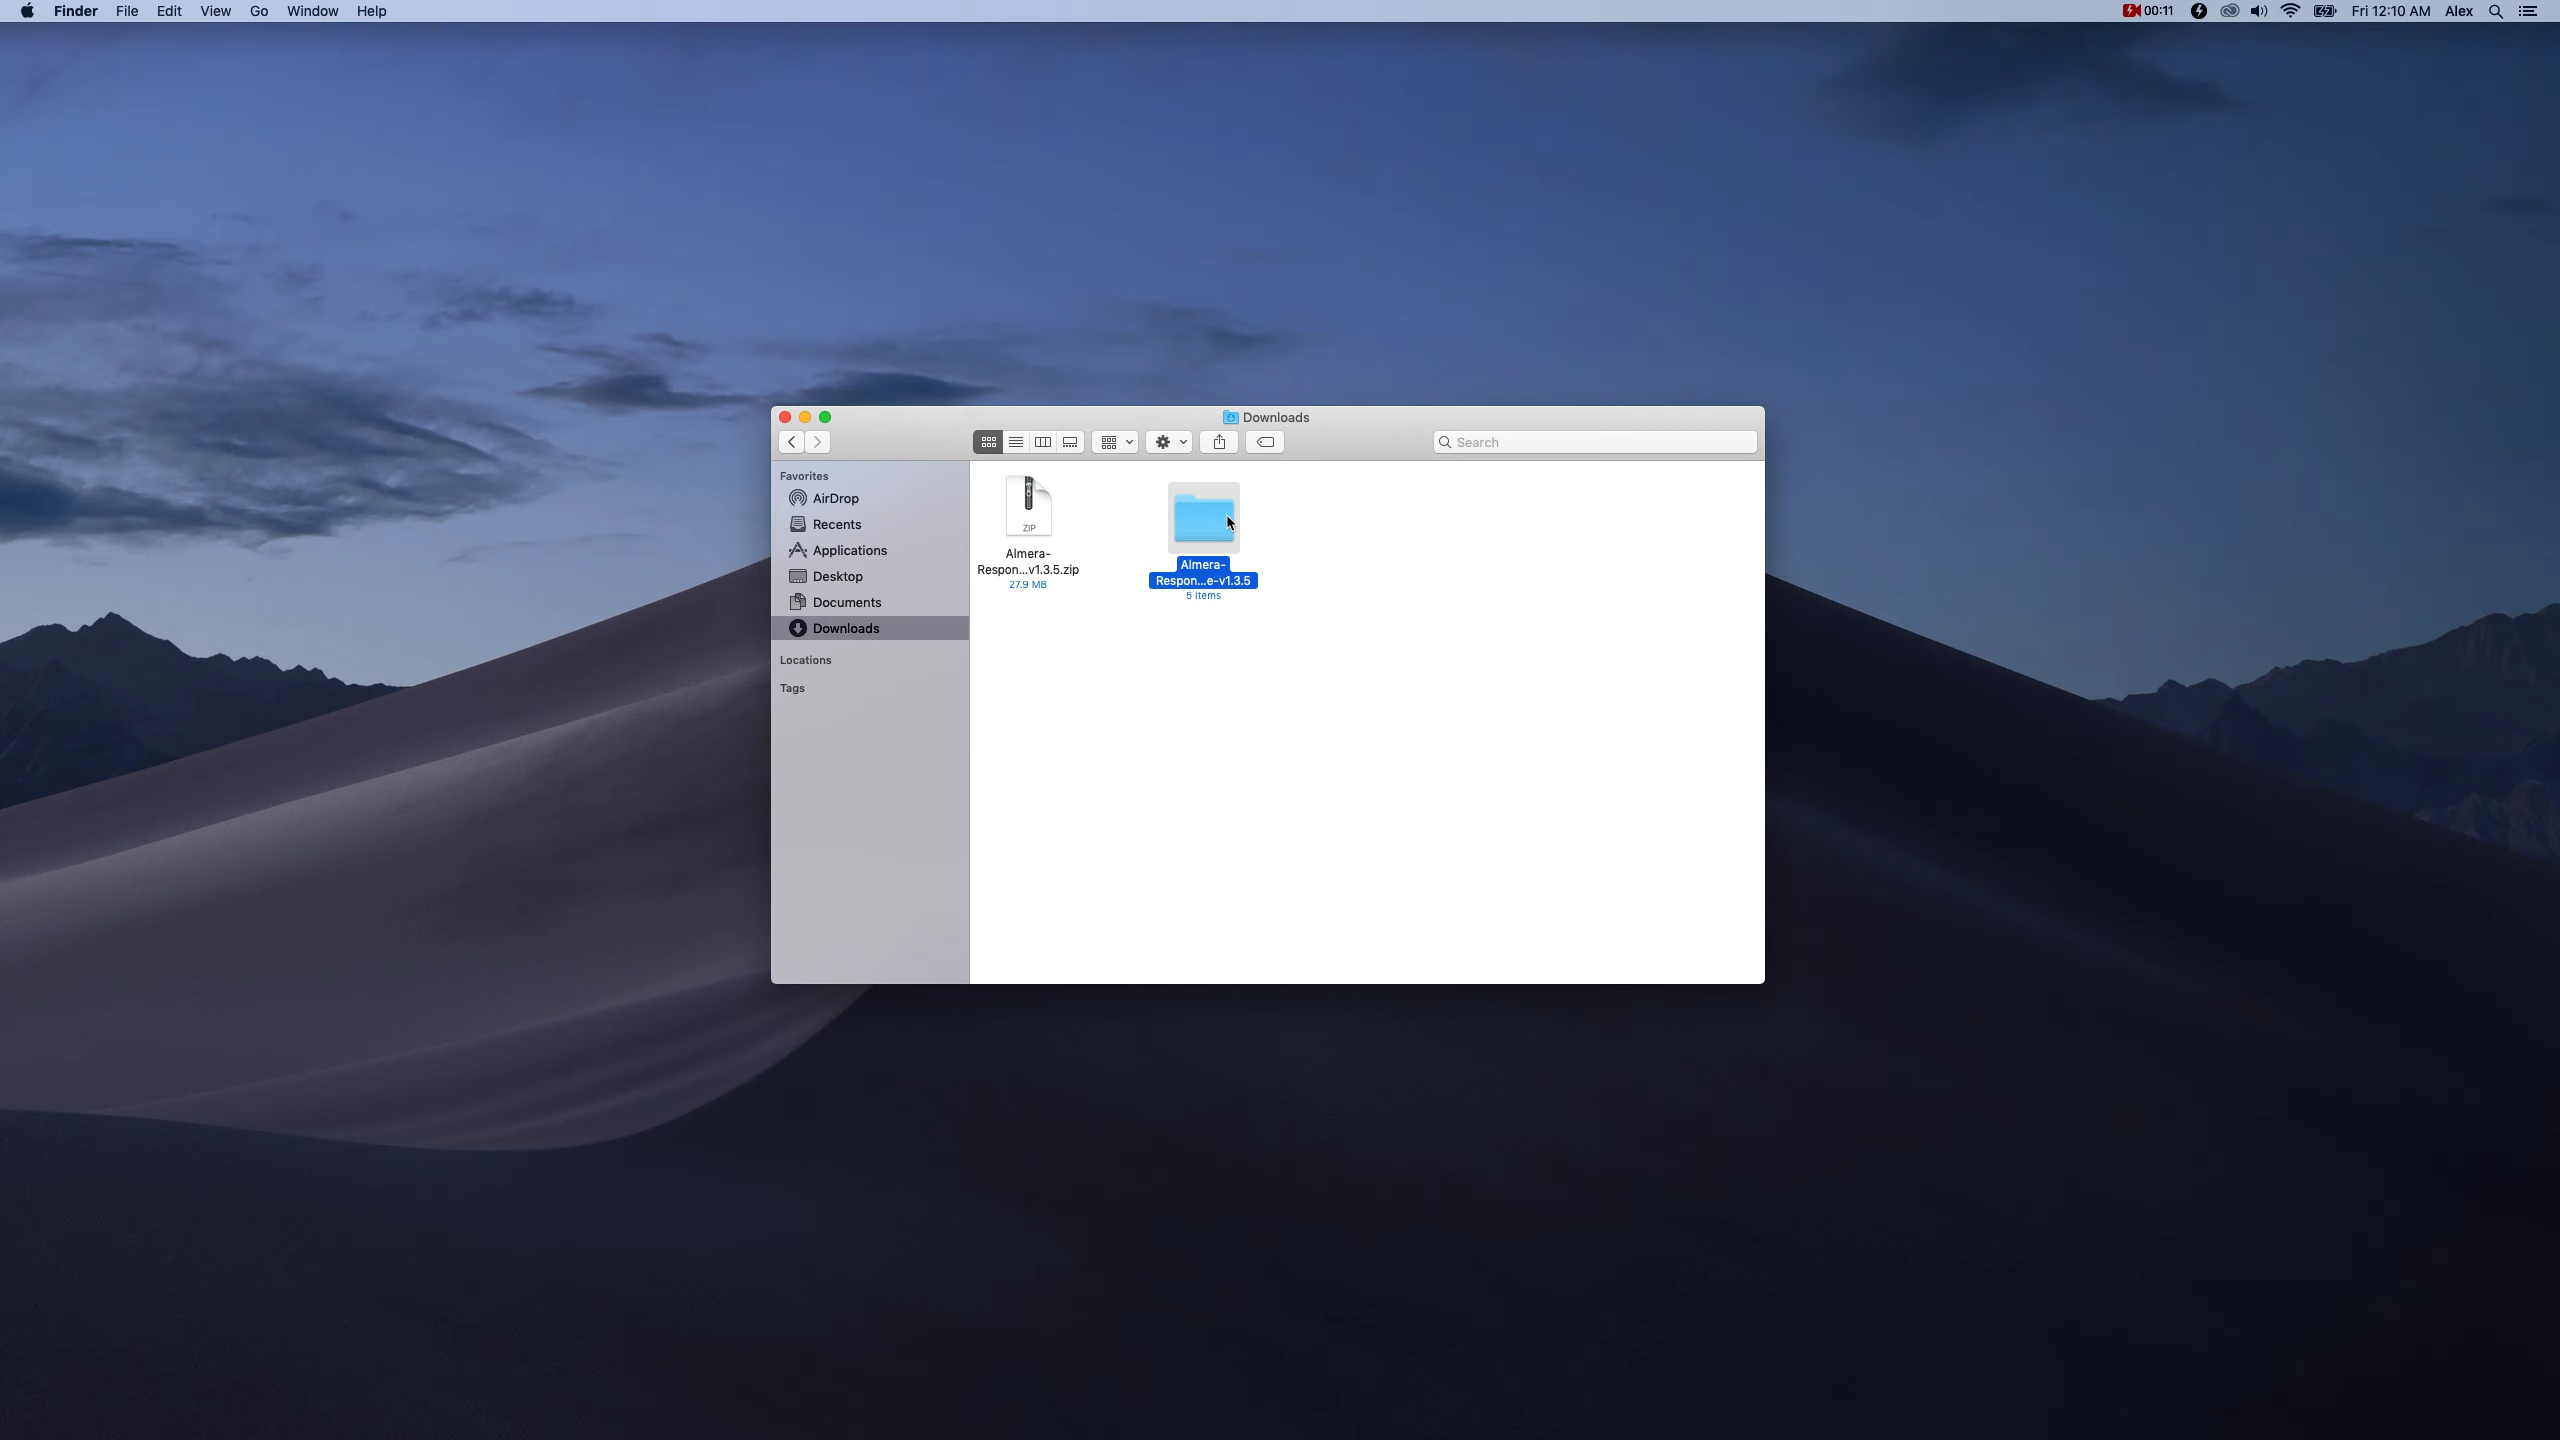 Finder File Edit View Go Window Help 00:11 Fri 12:10 AM Alex
Downloads
Search
Favorites
AirDrop
Recents
Applications
Desktop
Documents
Downloads
Locations
Tags
ZIP
Almera-
Respon...v1.3.5.zip
27.9 MB
Almera-
Respon...e-v1.3.5
5 items